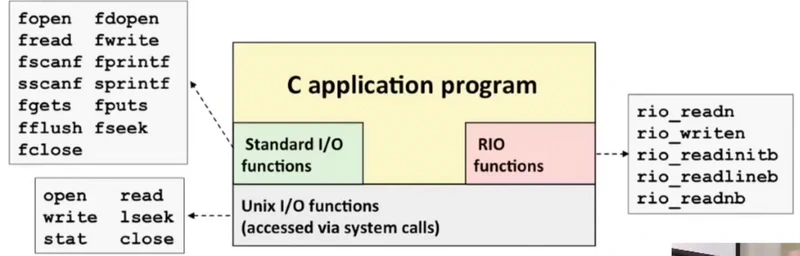 fopen fdopen
fread fwrite
fscanf fprintf
sscanf sprintf
fgets fputs
fflush fseek
fclose
C application program
Standard I/O
functions
RIO
functions
rio_readn
rio_writen
rio_readinitb
rio_readlineb
rio_readnb
open read
write lseek
stat close
Unix I/O functions
(accessed via system calls)